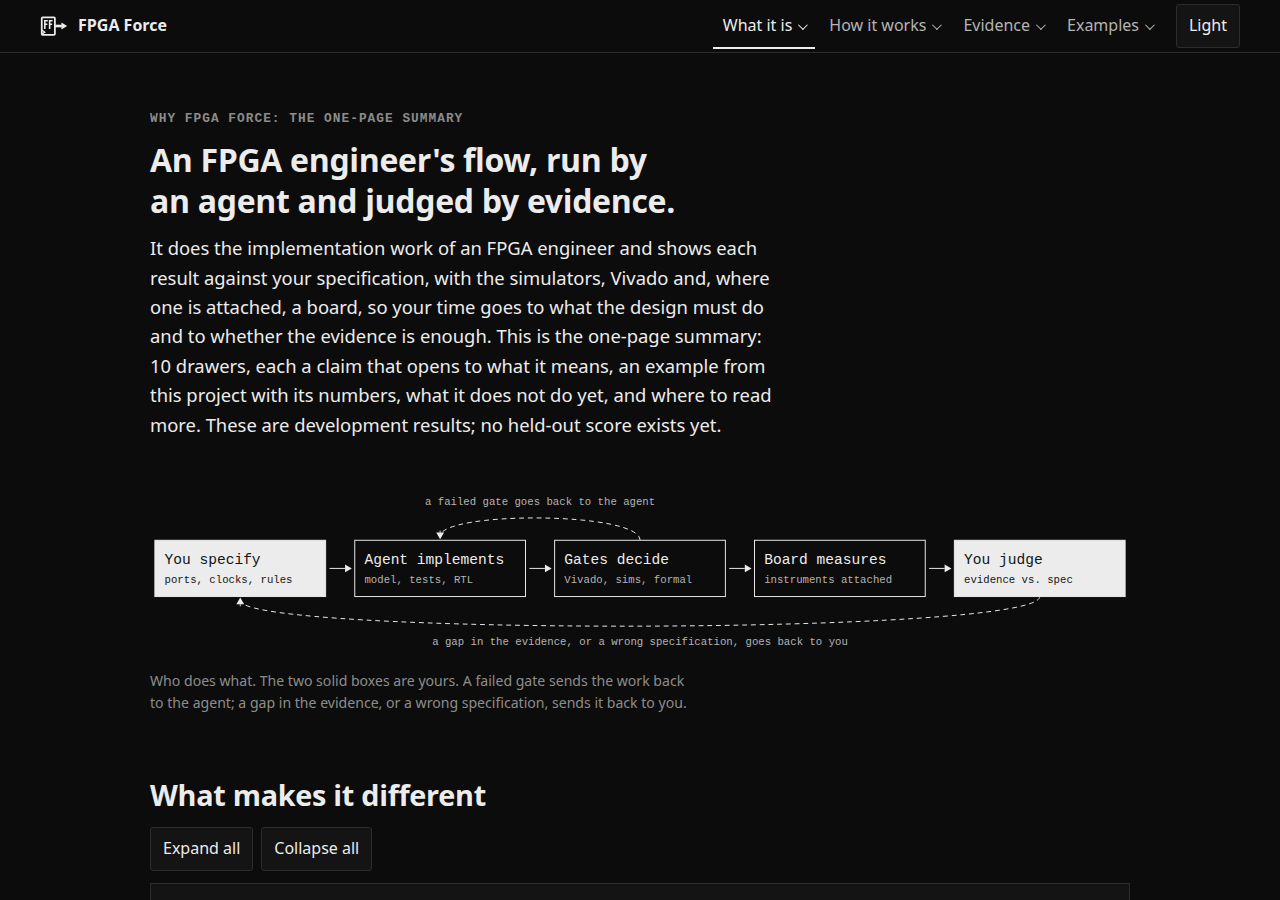 FPGA Force
What it is
How it works
Evidence
Examples
Light
WHY FPGA FORCE: THE ONE-PAGE SUMMARY
An FPGA engineer's flow, run by
an agent and judged by evidence.
It does the implementation work of an FPGA engineer and shows each
result against your specification, with the simulators, Vivado and, where
one is attached, a board, so your time goes to what the design must do
and to whether the evidence is enough. This is the one-page summary:
10 drawers, each a claim that opens to what it means, an example from
this project with its numbers, what it does not do yet, and where to read
more. These are development results; no held-out score exists yet.
a failed gate goes back to the agent
You specify
ports, clocks, rules
Agent implements
model, tests, RTL
Gates decide
Vivado, sims, formal
Board measures
instruments attached
You judge
evidence vs. spec
a gap in the evidence, or a wrong specification, goes back to you
Who does what. The two solid boxes are yours. A failed gate sends the work back
to the agent; a gap in the evidence, or a wrong specification, sends it back to you.
What makes it different
Expand all
Collapse all